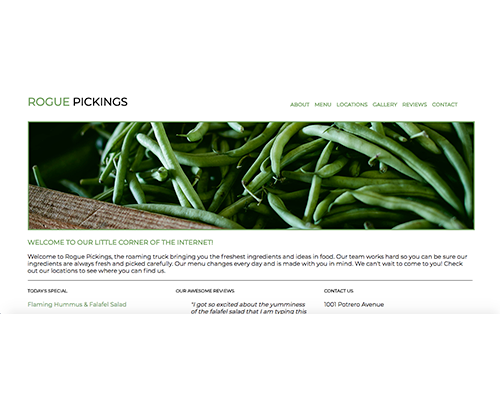 ROGUE PICKINGS
ABOUT MENU LOCATIONS GALLERY REVIEWS CONTACT
WELCOME TO OUR LITTLE CORNER OF THE INTERNET!
Welcome to Rogue Pickings, the roaming truck bringing you the freshest ingredients and ideas in food. Our team works hard so you can be sure our
ingredients are always fresh and picked carefully. Our menu changes every day and is made with you in mind. We can't wait to come to you! Check
out our locations to see where you can find us.
TODAY'S SPECIAL
Flaming Hummus & Falafel Salad
OUR AWESOME REVIEWS
"I got so excited about the yumminess
of the falafel salad that I am typing this
CONTACT US:
1001 Potrero Avenue